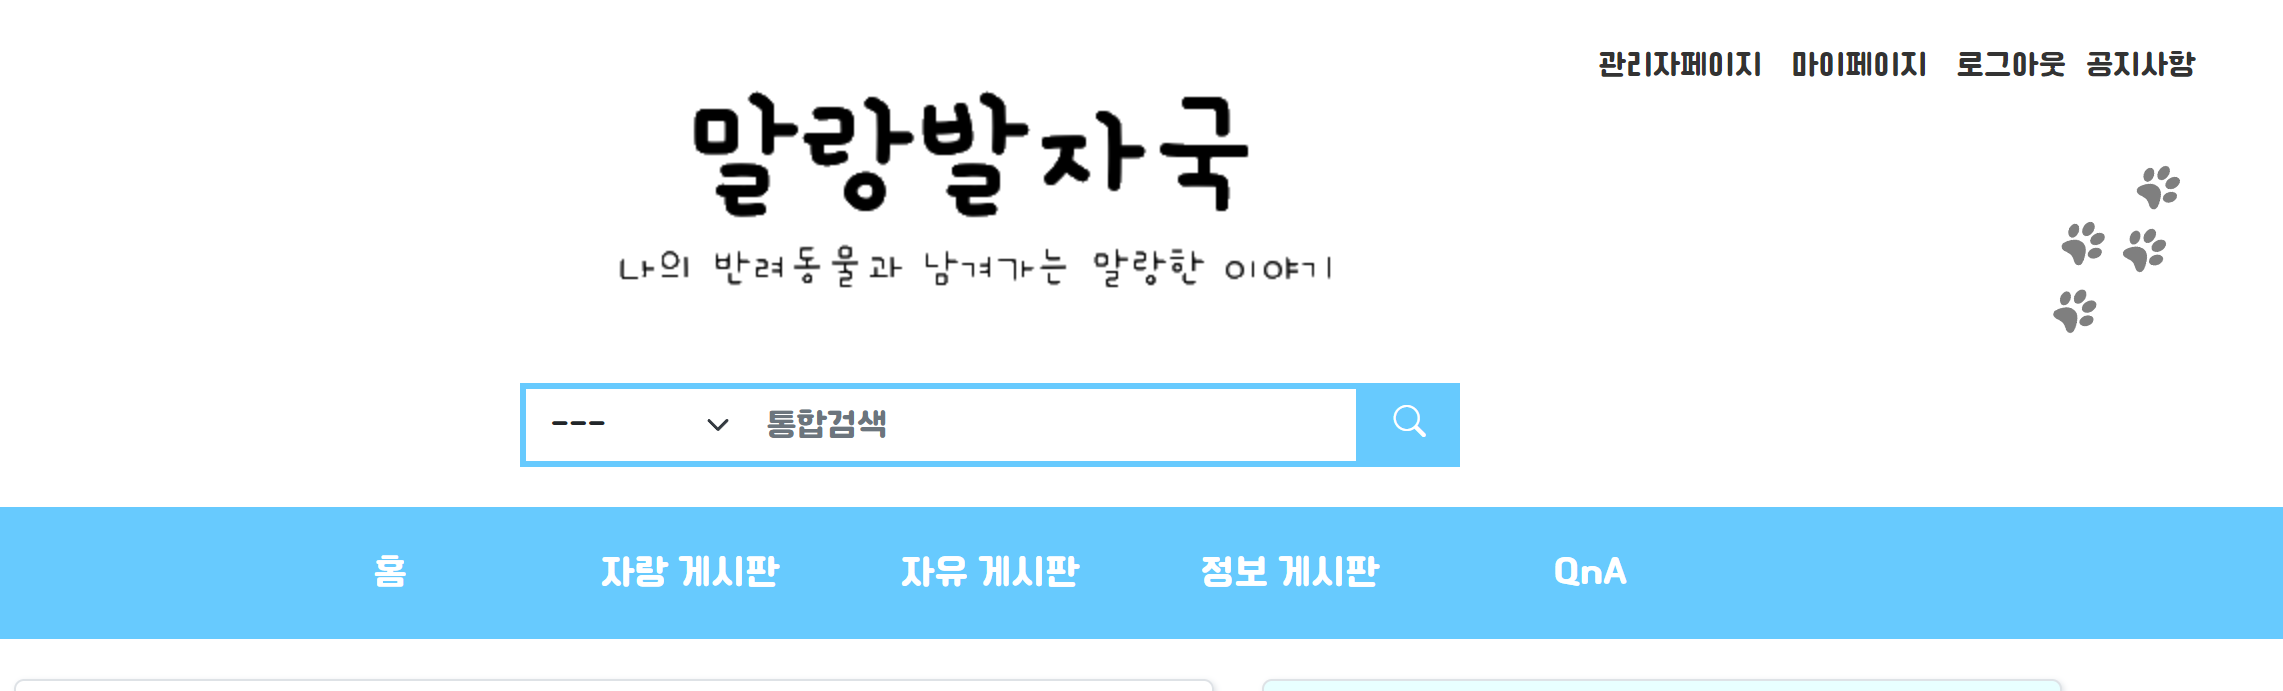 관리자페이지 마이페이지 로그아웃 공지사항
말랑발자국
나의 반려동물과 남겨가는 말랑한 이야기
--- 통합검색
홈 자랑 게시판 자유 게시판 정보 게시판 QnA